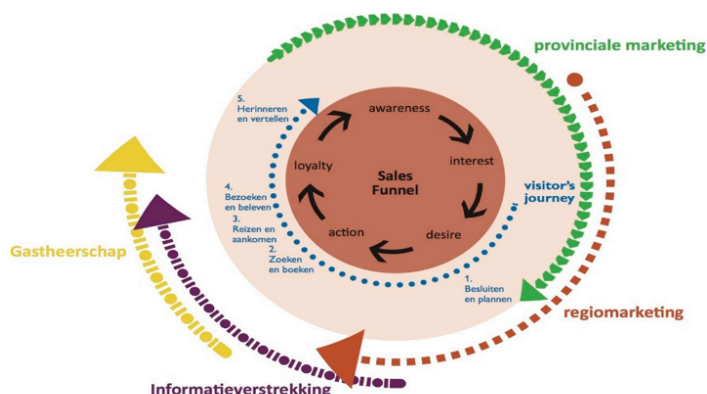 provinciale marketing
5.
Herinneren
en vertellen
awareness
loyalty
interest
Sales
Funnel
visitor's
journey
4.
Bezoeken
en beleven
3.
Reizen en
aankomen
2.
Zoeken
en boeken
action
desire
1.
Besluiten
en plannen
Gastheerschap
regiomarketing
Informatieverstrekking